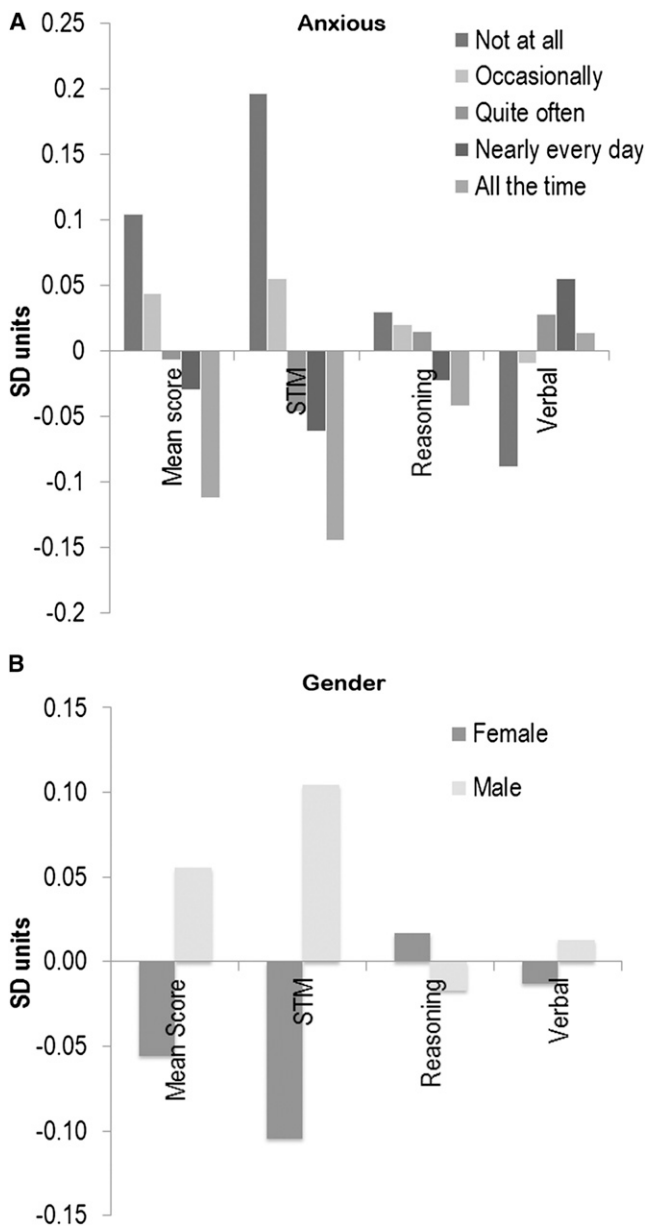 A
Anxious
0.25
0.2
0.15
0.1
0.05
0
-0.05
-0.1
-0.15
-0.2
SD units
Not at all
Occasionally
Quite often
Nearly every day
All the time
Mean score
STM
Reasoning
Verbal
B
Gender
0.15
0.10
0.05
0.00
-0.05
-0.10
-0.15
SD units
Female
Male
Mean Score
STM
Reasoning
Verbal